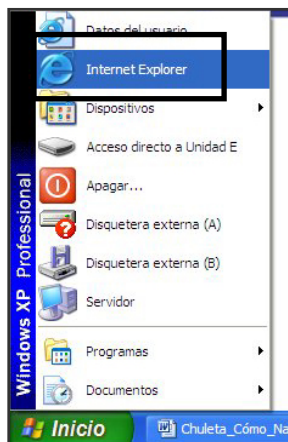 Datos del usuario
Internet Explorer
Dispositivos
Acceso directo a Unidad E
Apagar...
Disquetera externa (A)
Disquetera externa (B)
Servidor
Programas
Documentos
Windows XP Professional
Inicio
Chuleta_Cómo_Na